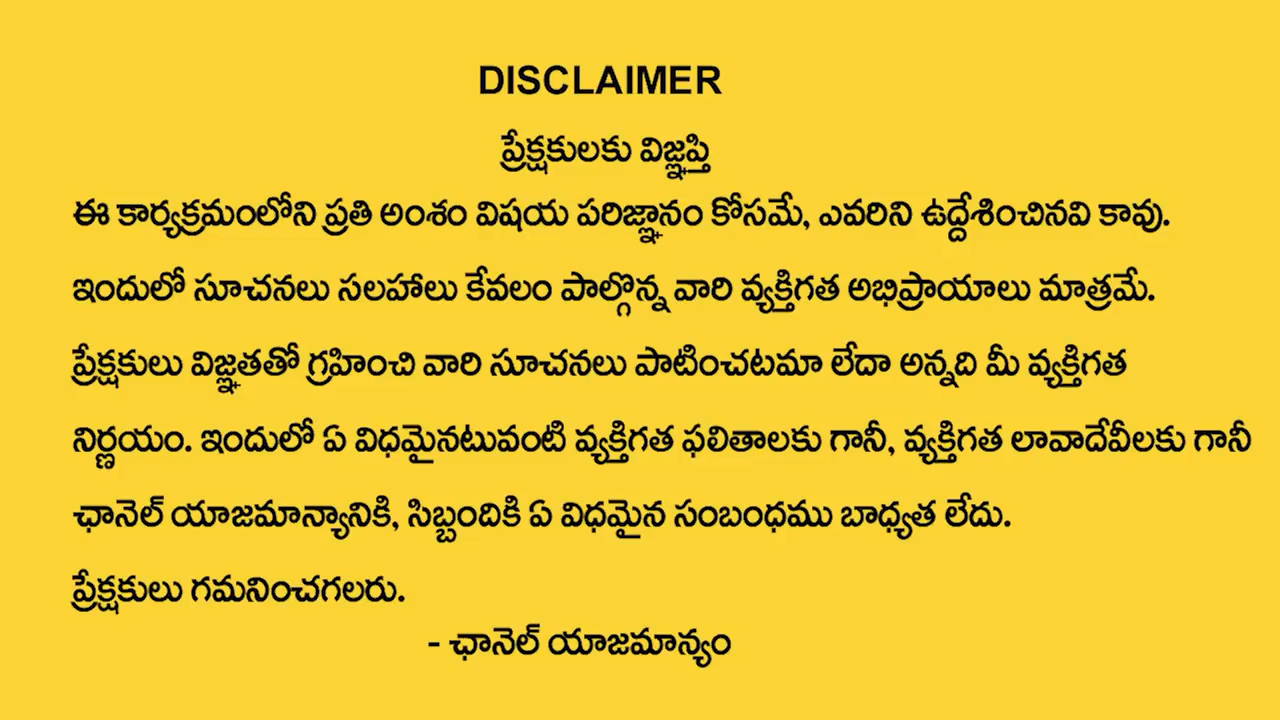 DISCLAIMER
ప్రేక్షకులకు విజ్ఞప్తి
ఈ కార్యక్రమంలోని ప్రతి అంశం విషయ పరిజ్ఞానం కోసమే, ఎవరిని ఉద్దేశించినవి కావు.
ఇందులో సూచనలు సలహాలు కేవలం పాల్గొన్న వారి వ్యక్తిగత అభిప్రాయాలు మాత్రమే.
ప్రేక్షకులు విజ్ఞతతో గ్రహించి వారి సూచనలు పాటించటమా లేదా అన్నది మీ వ్యక్తిగత
నిర్ణయం. ఇందులో ఏ విధమైనటువంటి వ్యక్తిగత ఫలితాలకు గానీ, వ్యక్తిగత లావాదేవీలకు గానీ
ఛానెల్ యాజమాన్యానికి, సిబ్బందికి ఏ విధమైన సంబంధము బాధ్యత లేదు.
ప్రేక్షకులు గమనించగలరు.
- ఛానెల్ యాజమాన్యం